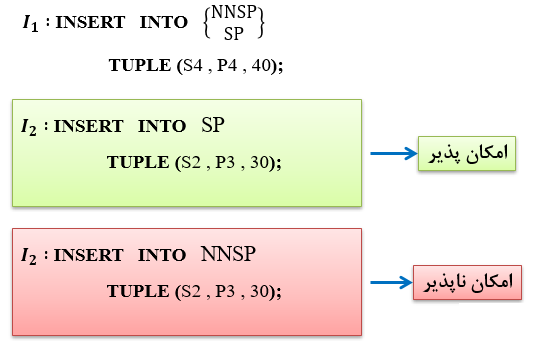 I₁ : INSERT INTO {NNSP
SP}
TUPLE (S4 , P4 , 40);
I₂ : INSERT INTO SP
TUPLE (S2 , P3 , 30);
امکان پذیر
I₂ : INSERT INTO NNSP
TUPLE (S2 , P3 , 30);
امکان ناپذیر